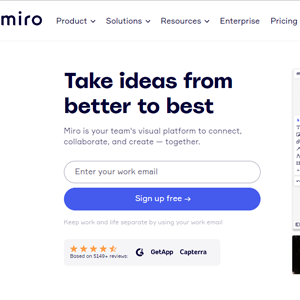 miro
Product Solutions Resources Enterprise Pricing
Take ideas from
better to best
Miro is your team's visual platform to connect,
collaborate, and create — together.
Enter your work email
Sign up free →
Keep work and life separate by using your work email
Based on 5149+ reviews:
GetApp Capterra